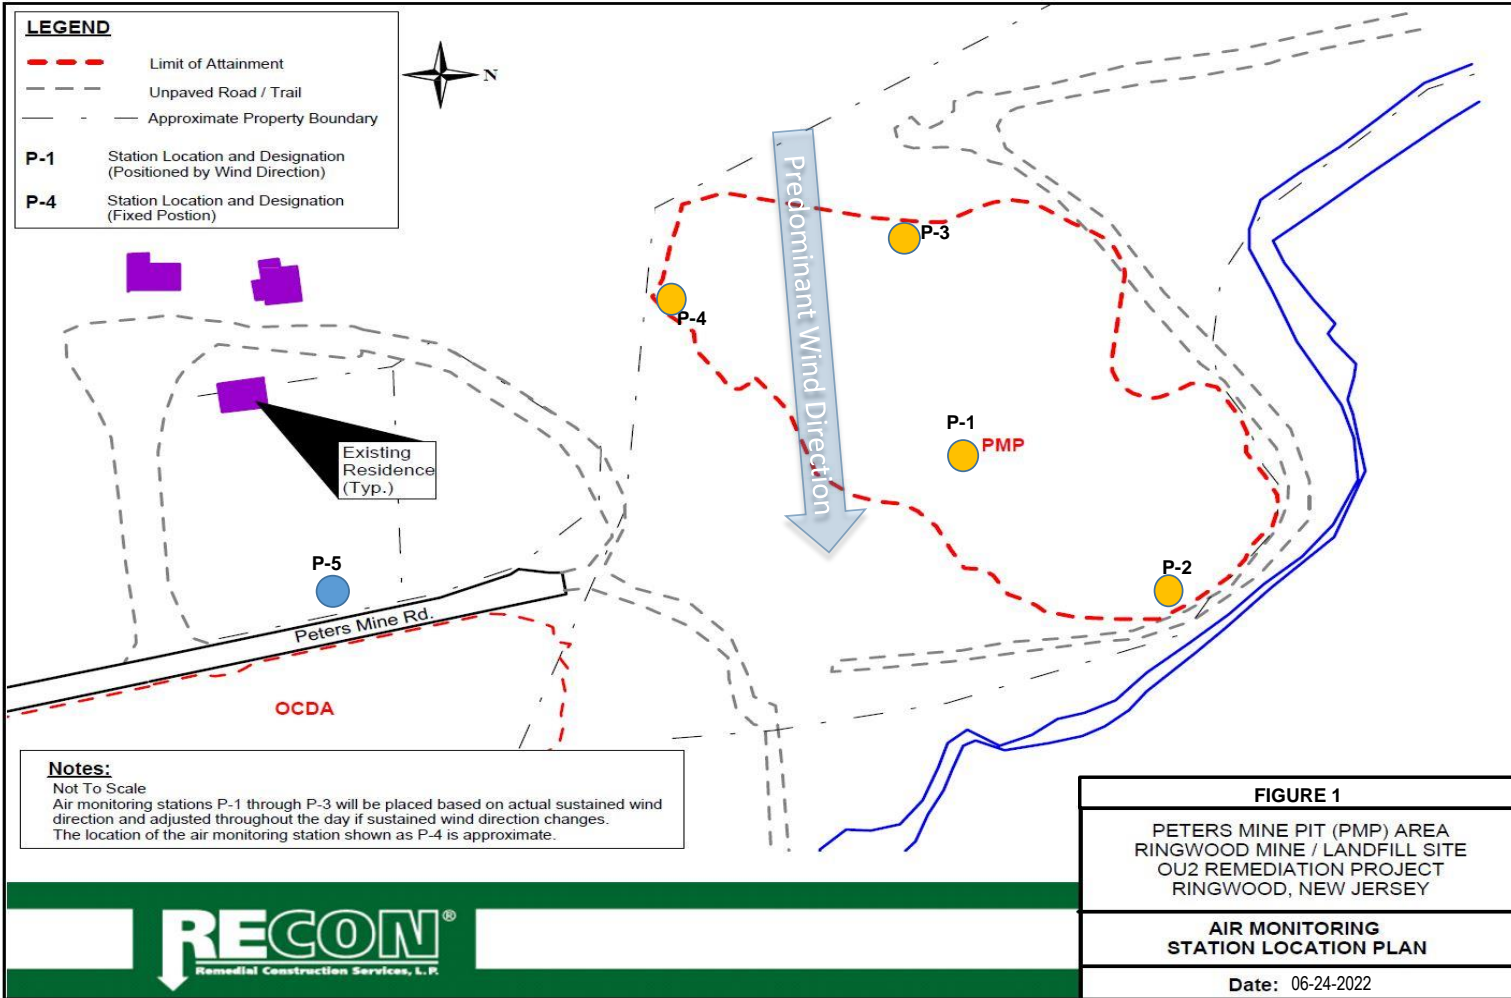 LEGEND
Limit of Attainment
Unpaved Road / Trail
Approximate Property Boundary
P-1 Station Location and Designation
(Positioned by Wind Direction)
P-4 Station Location and Designation
(Fixed Postion)
N
Predominant Wind Direction
P-3
P-4
P-1
PMP
Existing
Residence
(Typ.)
P-5
P-2
Peters Mine Rd.
OCDA
Notes:
Not To Scale
Air monitoring stations P-1 through P-3 will be placed based on actual sustained wind
direction and adjusted throughout the day if sustained wind direction changes.
The location of the air monitoring station shown as P-4 is approximate.
RECON®
Remedial Construction Services, L.P.
FIGURE 1
PETERS MINE PIT (PMP) AREA
RINGWOOD MINE / LANDFILL SITE
OU2 REMEDIATION PROJECT
RINGWOOD, NEW JERSEY
AIR MONITORING
STATION LOCATION PLAN
Date: 06-24-2022